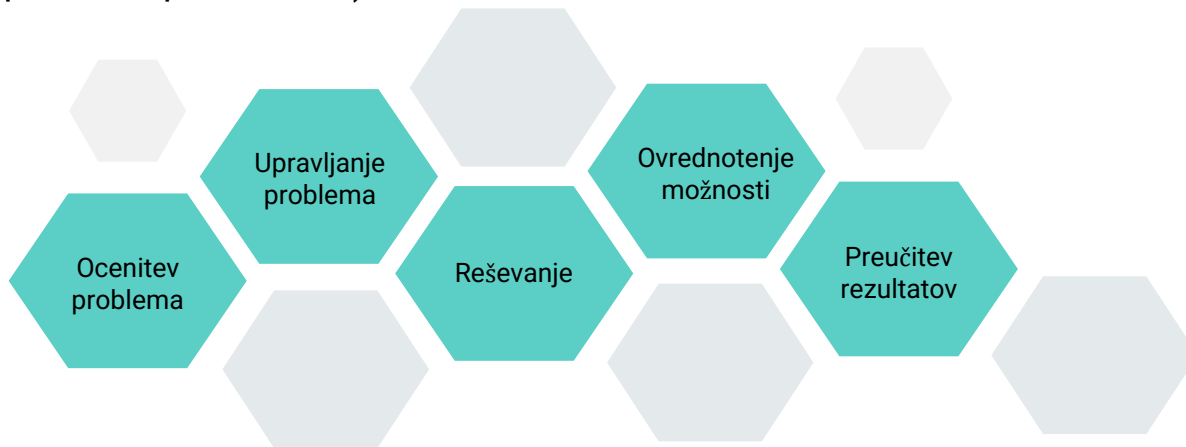 Ocenitev
problema
Upravljanje
problema
Reševanje
Ovrednotenje
možnosti
Preučitev
rezultatov